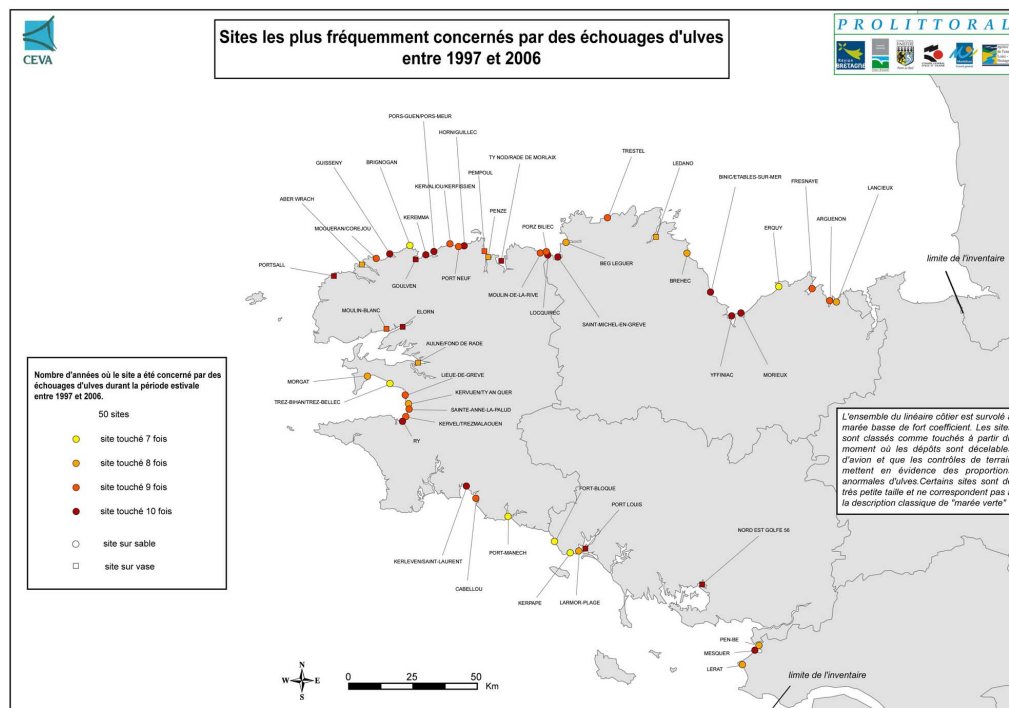 CEVA
Sites les plus fréquemment concernés par des échouages d'ulves
entre 1997 et 2006
PROLITTORAL
Région
BRETAGNE
PORS-GUEN/PORS-MEUR
HORN/GUILLEC
GUISSENY
BRIGNOGAN
PEMPOUL
TY NOD/RADE DE MORLAIX
TRESTEL
LEDANO
KERVALIOU/KERFISSIEN
BINIC/ETABLES-SUR-MER
FRESNAYE
LANCIEUX
ABER WRACH
KEREMMA
PENZE
PORZ BILIEC
ERQUY
ARGUENON
MOGUERAN/COREJOU
BEG LEGUER
BREHEC
PORTSALL
GOULVEN
PORT NEUF
MOULIN-DE-LA-RIVE
limite de l'inventaire
MOULIN-BLANC
ELORN
LOCQUIREC
SAINT-MICHEL-EN-GREVE
AULNE/FOND DE RADE
YFFINIAC
MORIEUX
MORGAT
LIEUE-DE-GREVE
KERVIJEN/TY AN QUER
TREZ-BIHAN/TREZ-BELLEC
SAINTE-ANNE-LA-PALUD
KERVEL/TREZMALAOUEN
RY
Nombre d'années où le site a été concerné par des
échouages d'ulves durant la période estivale
entre 1997 et 2006.
50 sites
site touché 7 fois
site touché 8 fois
site touché 9 fois
site touché 10 fois
site sur sable
site sur vase
L'ensemble du linéaire côtier est survolé à
marée basse de fort coefficient. Les sites
sont classés comme touchés à partir du
moment où les dépôts sont décelables
d'avion et que les contrôles de terrain
mettent en évidence des proportions
anormales d'ulves.Certains sites sont de
très petite taille et ne correspondent pas à
la description classique de "marée verte"
FORT-BLOQUE
PORT LOUIS
NORD EST GOLFE 56
KERLEVEN/SAINT-LAURENT
PORT-MANECH
CABELLOU
KERPAPE
LARMOR-PLAGE
PEN-BE
MESQUER
LERAT
limite de l'inventaire
N
W E
S
0 10 20 30 40 50
Km